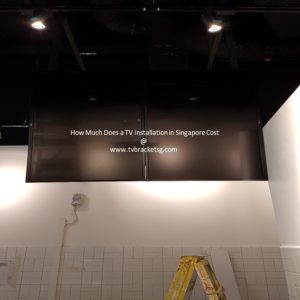 How Much Does a TV Installation in Singapore Cost
@
www.tvbracketsg.com